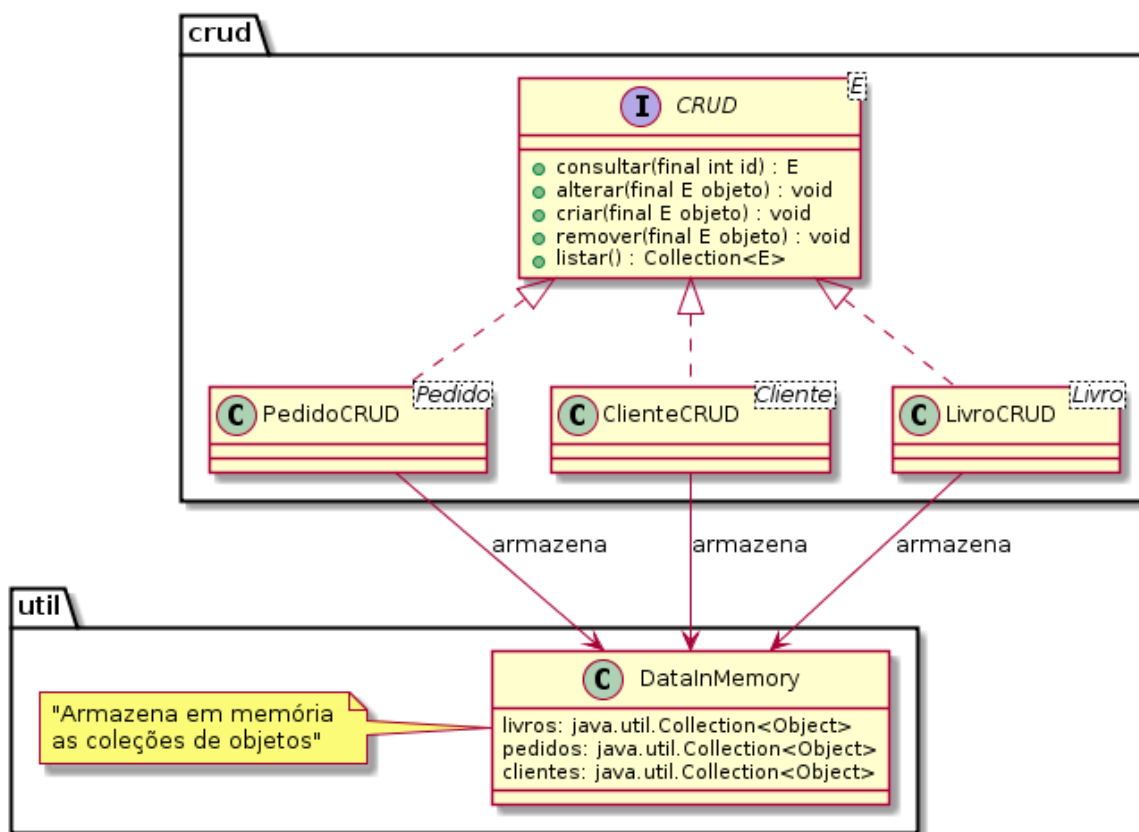 crud
E
I CRUD
consultar(final int id) : E
alterar(final E objeto) : void
criar(final E objeto) : void
remover(final E objeto) : void
listar() : Collection<E>
Pedido
C PedidoCRUD
Cliente
C ClienteCRUD
Livro
C LivroCRUD
armazena
armazena
armazena
util
C DataInMemory
"Armazena em memória
as coleções de objetos"
livros: java.util.Collection<Object>
pedidos: java.util.Collection<Object>
clientes: java.util.Collection<Object>